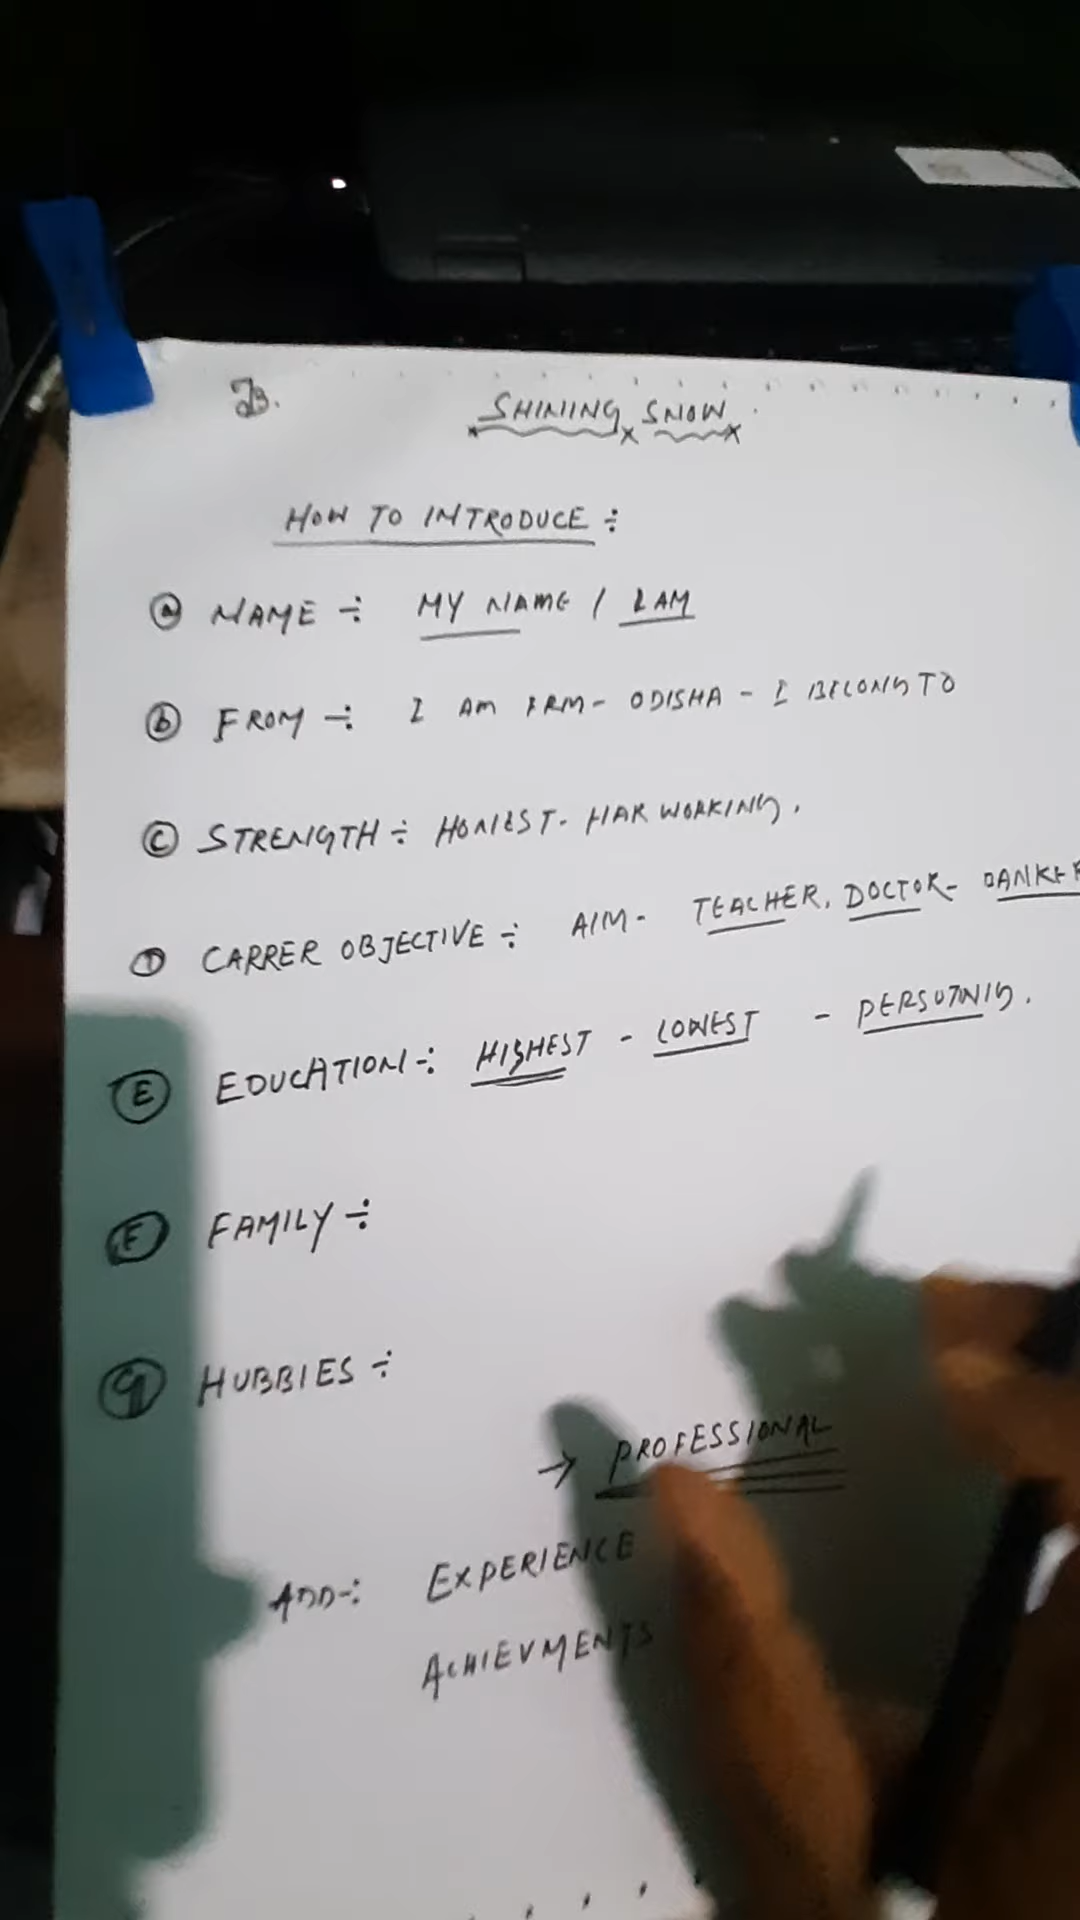 SHINING SNOW
HOW TO INTRODUCE ÷
a NAME ÷ MY NAME / I AM
b FROM ÷ I AM FRM - ODISHA - I BELONG TO
C STRENGTH ÷ HONEST - HAR WORKING.
D CARRER OBJECTIVE ÷ AIM - TEACHER, DOCTOR - BANKER
E EDUCATION ÷ HIGHEST - LOWEST - PERSUING.
F FAMILY ÷
G HUBBIES ÷
→ PROFESSIONAL
ADD ÷ EXPERIENCE
ACHIEVMENTS